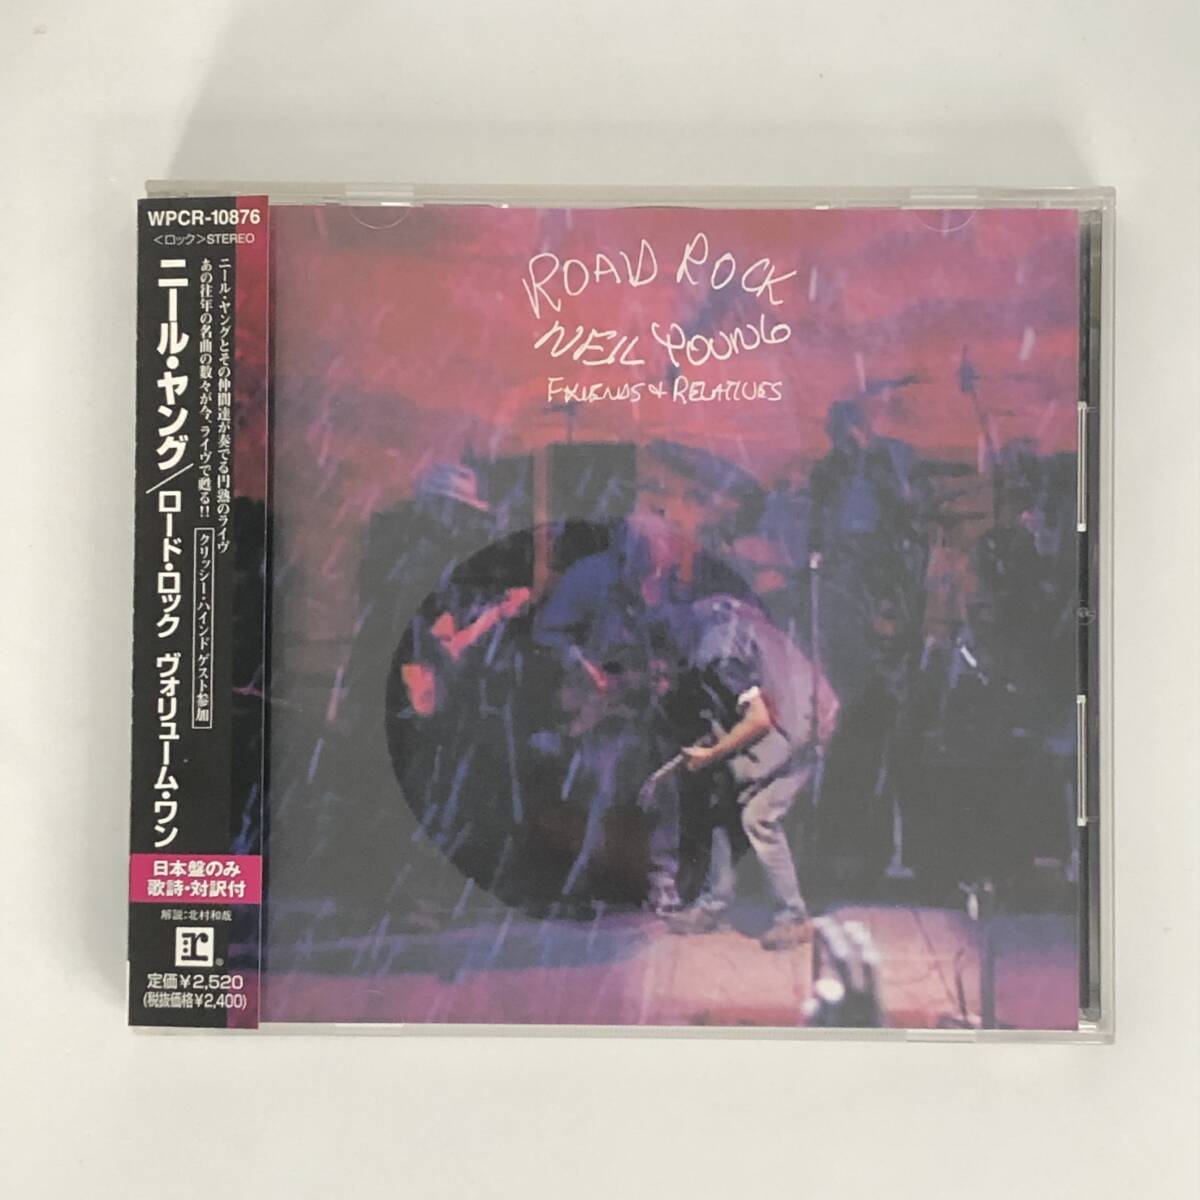 WPCR-10876
<ロック>STEREO
ニール・ヤングとその仲間達が奏でる円熟のライヴ
あの往年の名曲の数々が今、ライヴで甦る!!
クリッシー・ハインド ゲスト参加
ニール・ヤング/ロード・ロック ヴォリューム・ワン
日本盤のみ
歌詩・対訳付
解説:北村和哉
r®
定価¥2,520
(税抜価格¥2,400)
ROAD ROCK
NEIL YOUNG
FRIENDS & RELATIVES